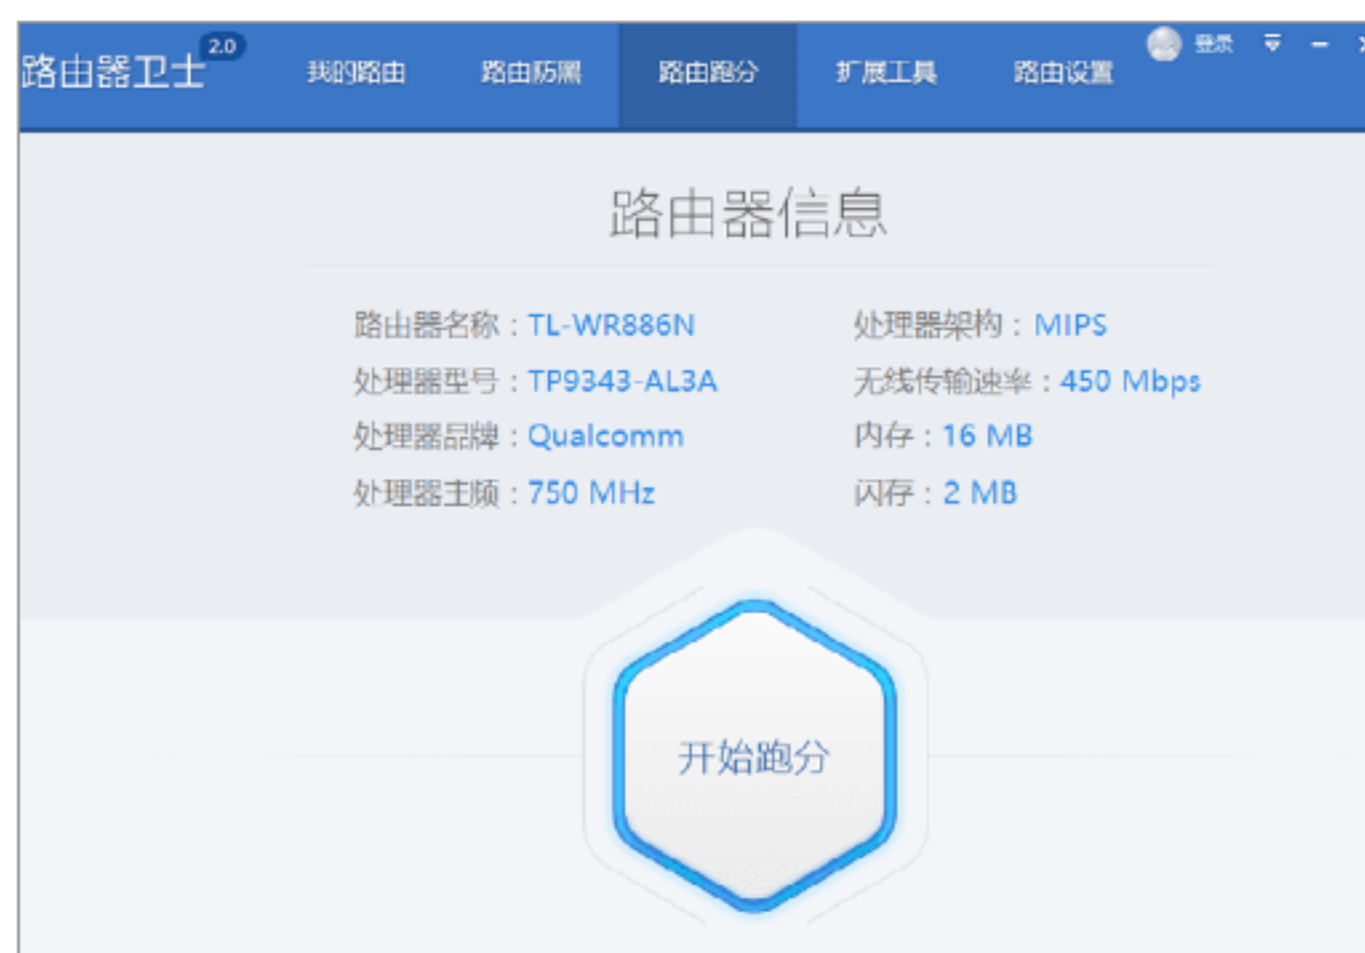 路由器卫士 2.0 我的路由 路由防黑 路由跑分 扩展工具 路由设置 登录
路由器信息
路由器名称：TL-WR886N 处理器架构：MIPS
处理器型号：TP9343-AL3A 无线传输速率：450 Mbps
处理器品牌：Qualcomm 内存：16 MB
处理器主频：750 MHz 闪存：2 MB
开始跑分